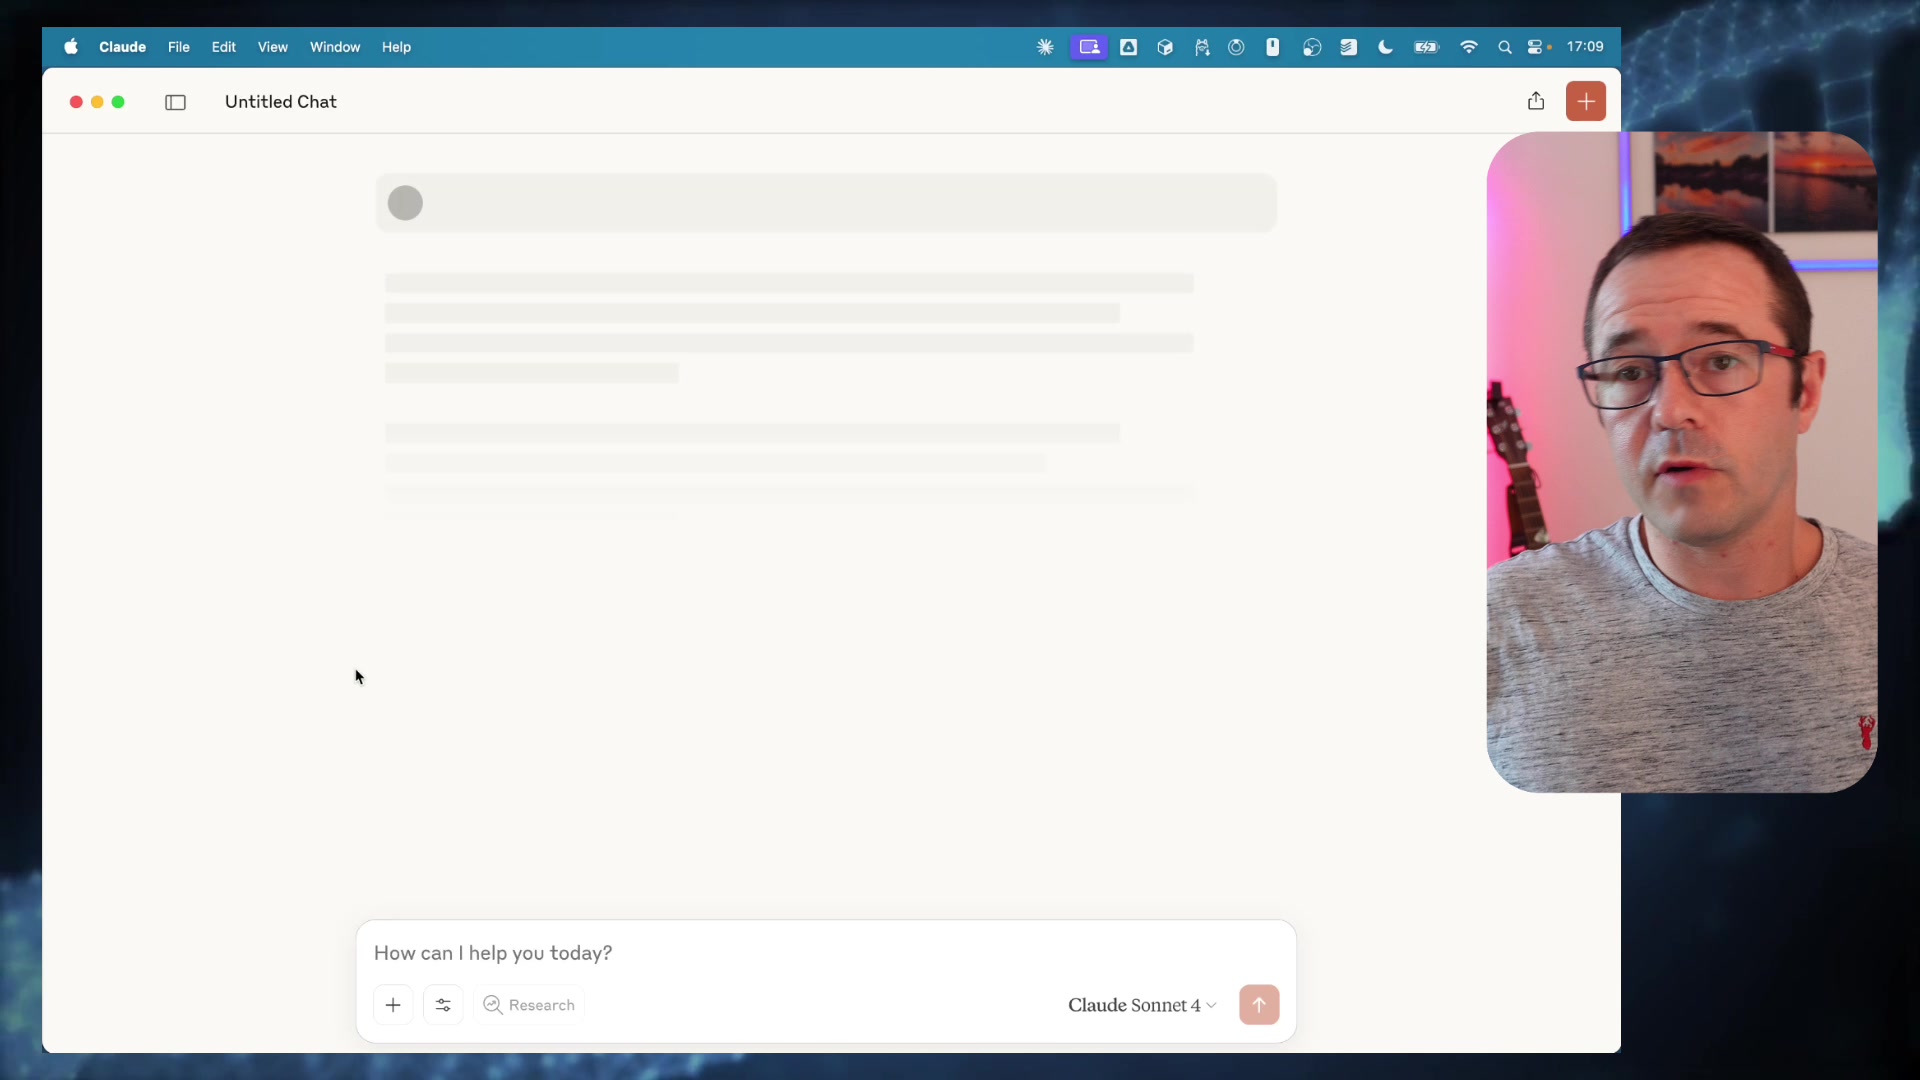 Claude File Edit View Window Help 17:09
Untitled Chat
How can I help you today?
Research
Claude Sonnet 4